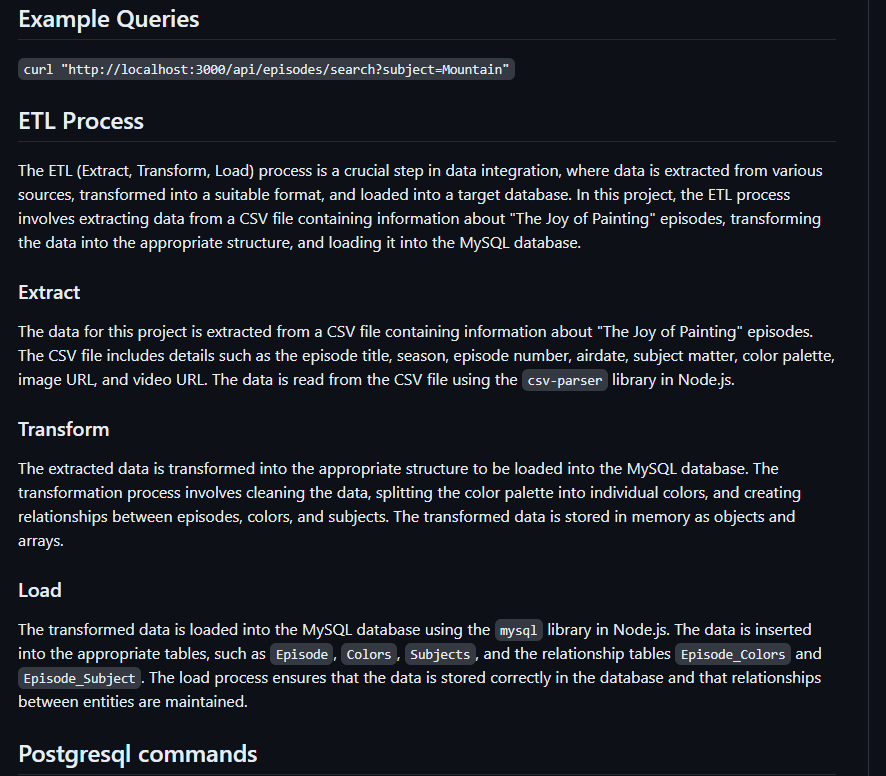 Example Queries
curl "http://localhost:3000/api/episodes/search?subject=Mountain"
ETL Process
The ETL (Extract, Transform, Load) process is a crucial step in data integration, where data is extracted from various
sources, transformed into a suitable format, and loaded into a target database. In this project, the ETL process
involves extracting data from a CSV file containing information about "The Joy of Painting" episodes, transforming
the data into the appropriate structure, and loading it into the MySQL database.
Extract
The data for this project is extracted from a CSV file containing information about "The Joy of Painting" episodes.
The CSV file includes details such as the episode title, season, episode number, airdate, subject matter, color palette,
image URL, and video URL. The data is read from the CSV file using the csv-parser library in Node.js.
Transform
The extracted data is transformed into the appropriate structure to be loaded into the MySQL database. The
transformation process involves cleaning the data, splitting the color palette into individual colors, and creating
relationships between episodes, colors, and subjects. The transformed data is stored in memory as objects and
arrays.
Load
The transformed data is loaded into the MySQL database using the mysql library in Node.js. The data is inserted
into the appropriate tables, such as Episode, Colors, Subjects, and the relationship tables Episode_Colors and
Episode_Subject. The load process ensures that the data is stored correctly in the database and that relationships
between entities are maintained.
Postgresql commands